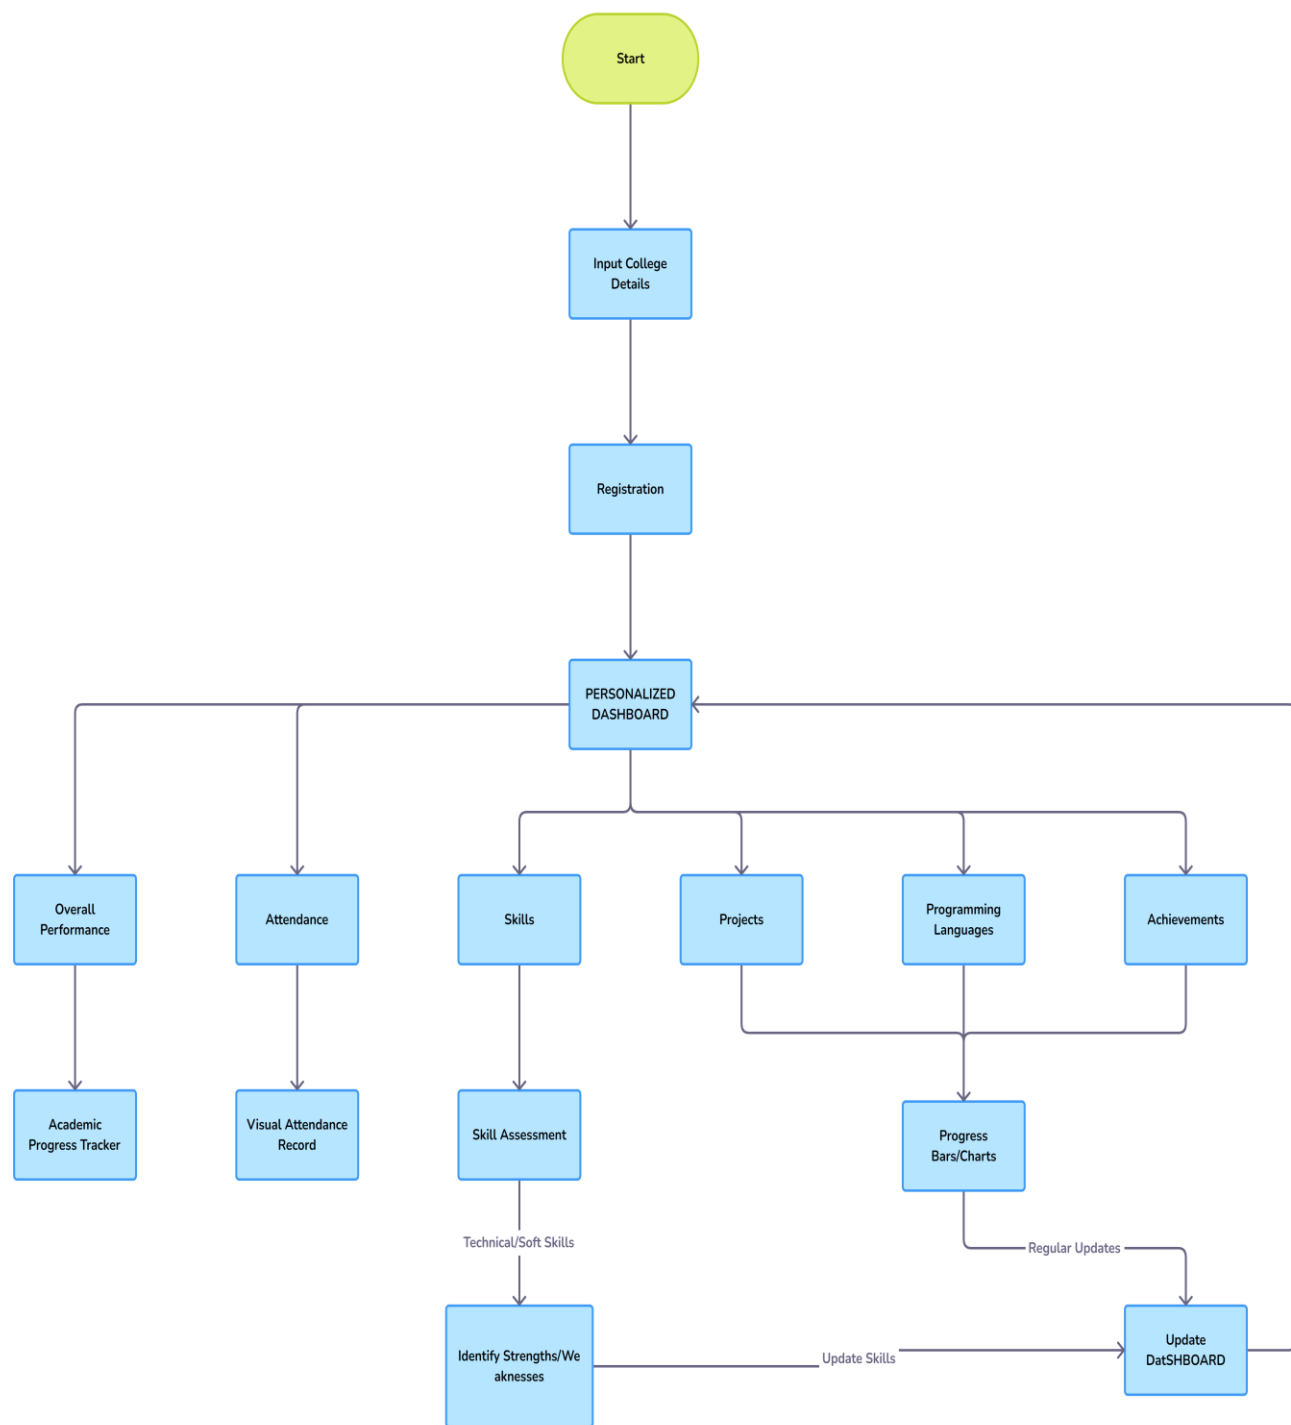 Start
Input College
Details
Registration
PERSONALIZED
DASHBOARD
Overall
Performance
Attendance
Skills
Projects
Programming
Languages
Achievements
Academic
Progress Tracker
Visual Attendance
Record
Skill Assessment
Progress
Bars/Charts
Technical/Soft Skills
Regular Updates
Identify Strengths/We
aknesses
Update Skills
Update
DatSHBOARD